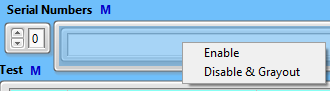 Serial Numbers M
0
Enable
Disable & Grayout
Test M